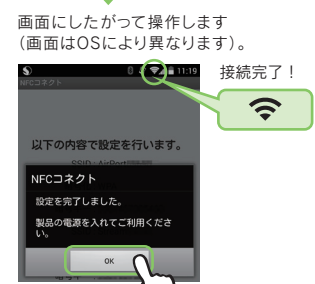 画面にしたがって操作します
（画面はOSにより異なります）。
11:19
接続完了！
NFCコネクト
以下の内容で設定を行います。
SSID : AirPort
NFCコネクト
設定を完了しました。
製品の電源を入れてご利用くださ
い。
OK